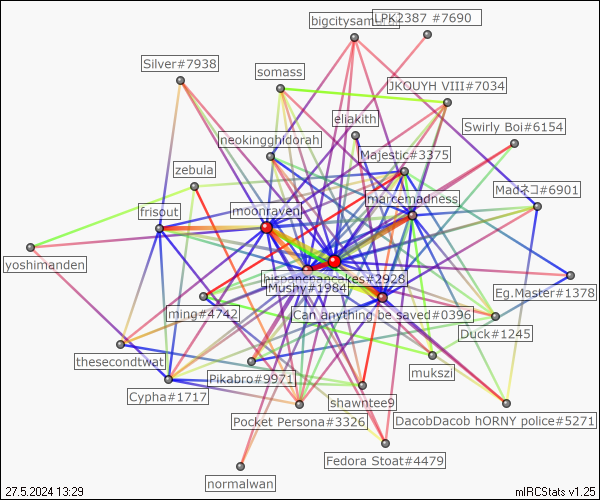 LPK2387 #7690
Silver#7938
somass
JKOUYH VIII#7034
eliakith
Swirly Boi#6154
neokingghidorah
Majestic#3375
zebula
marcemadness
Madネコ#6901
frisout
moonraven
yoshimanden
Mushy#1984
Eg.Master#1378
ming#4742
Can anything be saved#0396
Duck#1245
thesecondtwat
mukszi
Pikabro#9971
Cypha#1717
shawntee9
Pocket Persona#3326
DacobDacob hORNY police#5271
Fedora Stoat#4479
normalwan
27.5.2024 13:29
mIRCStats v1.25